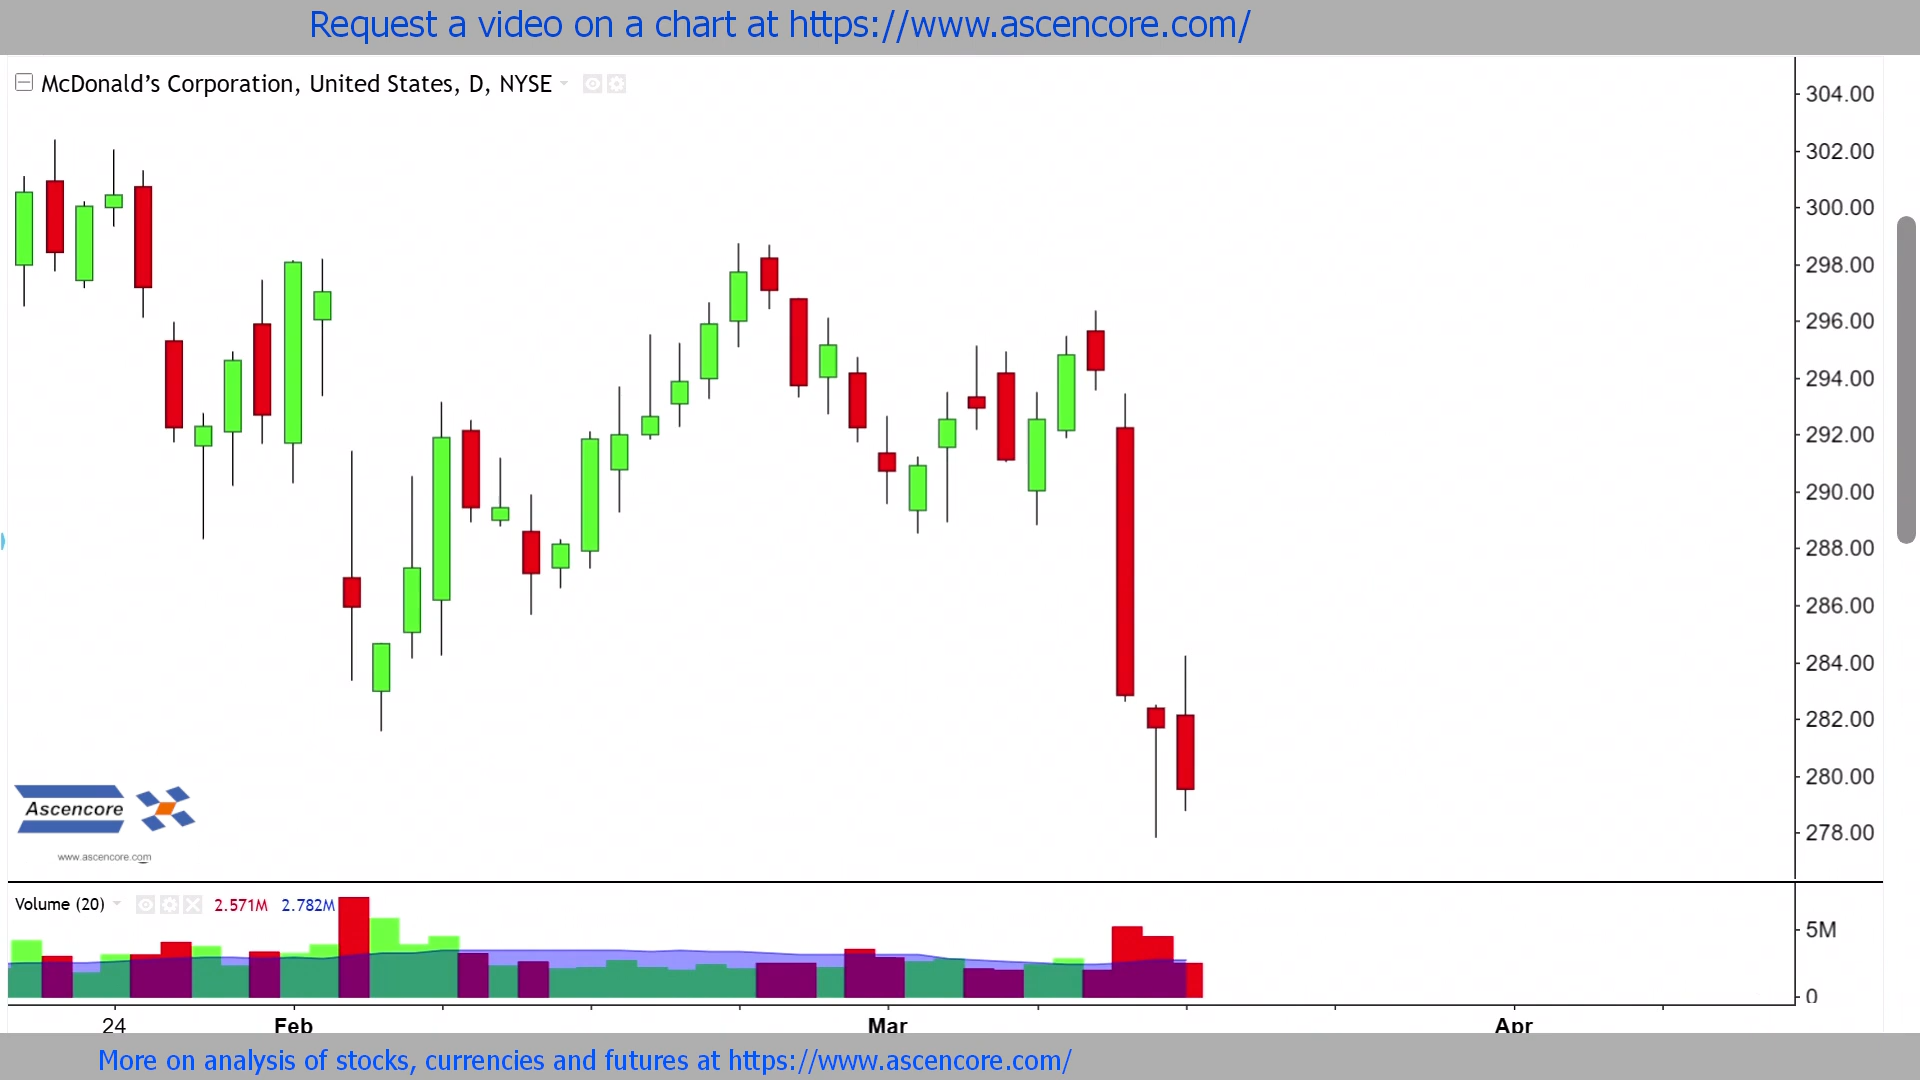 Request a video on a chart at https://www.ascencore.com/
McDonald’s Corporation, United States, D, NYSE
304.00
302.00
300.00
298.00
296.00
294.00
292.00
290.00
288.00
286.00
284.00
282.00
280.00
278.00
Ascencore
www.ascencore.com
Volume (20) 2.571M 2.782M
5M
0
24 Feb Mar Apr
More on analysis of stocks, currencies and futures at https://www.ascencore.com/